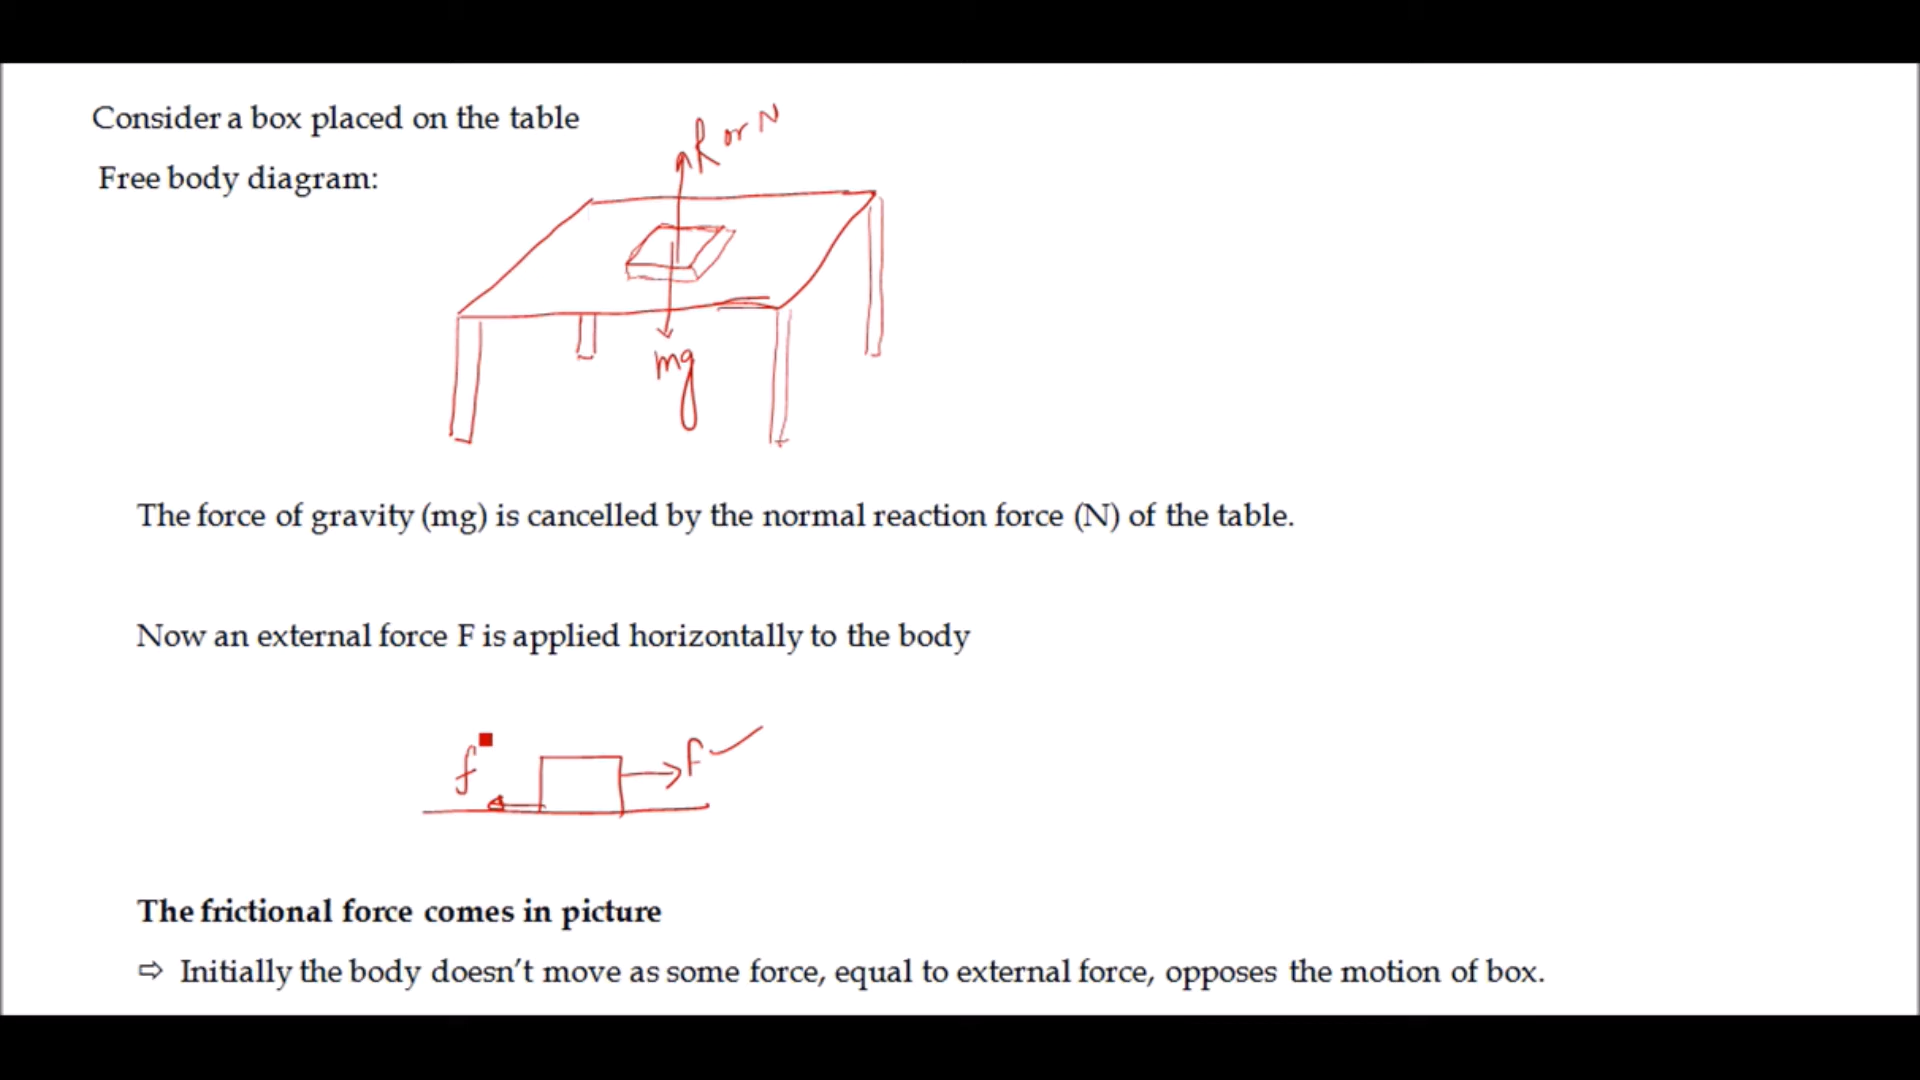 Consider a box placed on the table
R or N
Free body diagram:
mg
The force of gravity (mg) is cancelled by the normal reaction force (N) of the table.
Now an external force F is applied horizontally to the body
f F
The frictional force comes in picture
⇨ Initially the body doesn’t move as some force, equal to external force, opposes the motion of box.